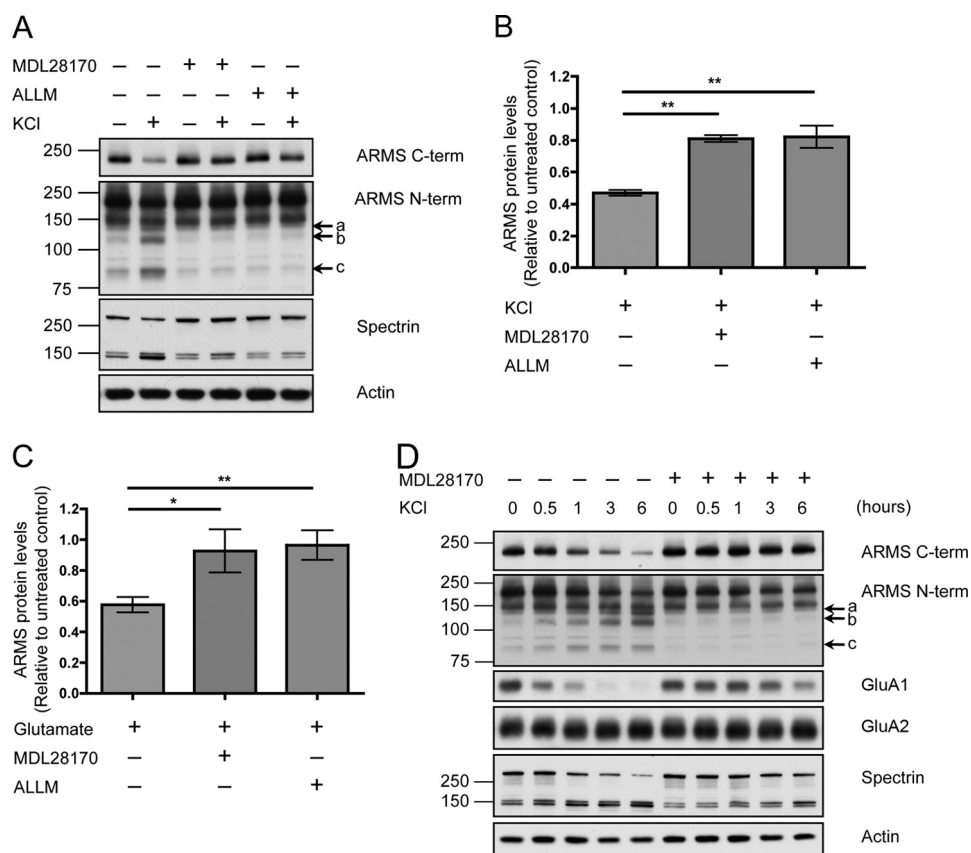 A
MDL28170 – – + + – –
ALLM – – – – + +
KCl – + – + – +
250
ARMS C-term
250
ARMS N-term
150
a
b
100
c
75
250
Spectrin
150
Actin
B
ARMS protein levels
(Relative to untreated control)
1.2
1.0
0.8
0.6
0.4
0.2
0.0
**
**
KCl + + +
MDL28170 – + –
ALLM – – +
C
ARMS protein levels
(Relative to untreated control)
1.2
1.0
0.8
0.6
0.4
0.2
0.0
**
*
Glutamate + + +
MDL28170 – + –
ALLM – – +
D
MDL28170 – – – – – + + + + +
KCl 0 0.5 1 3 6 0 0.5 1 3 6 (hours)
250
ARMS C-term
250
ARMS N-term
150
a
b
100
c
75
GluA1
GluA2
250
Spectrin
150
Actin